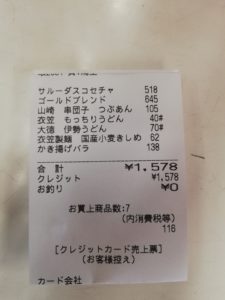 サルーダスコセチャ 518
ゴールドブレンド 645
山崎 串団子 つぶあん 105
衣笠 もっちりうどん 40#
大徳 伊勢うどん 70#
衣笠製麺 国産小麦きしめ 62
かき揚げバラ 138
合 計 ¥1,578
クレジット ¥1,578
お釣り ¥0
お買上商品数:7
(内消費税等)
116
[クレジットカード売上票]
(お客様控え)
カード会社